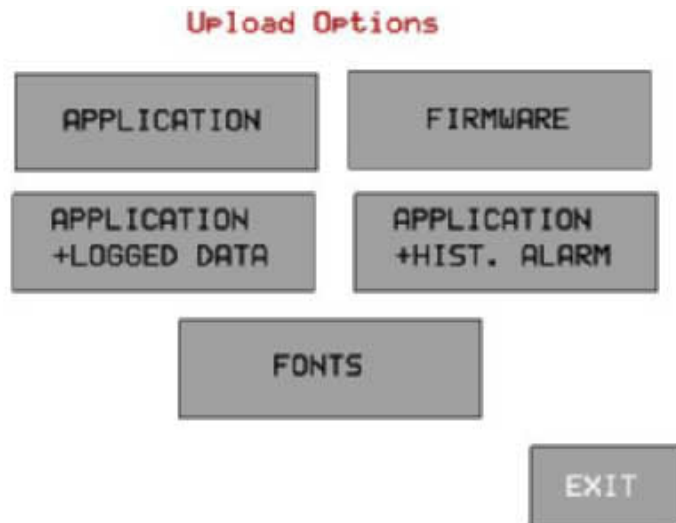 Upload Options
APPLICATION
FIRMWARE
APPLICATION
+LOGGED DATA
APPLICATION
+HIST. ALARM
FONTS
EXIT